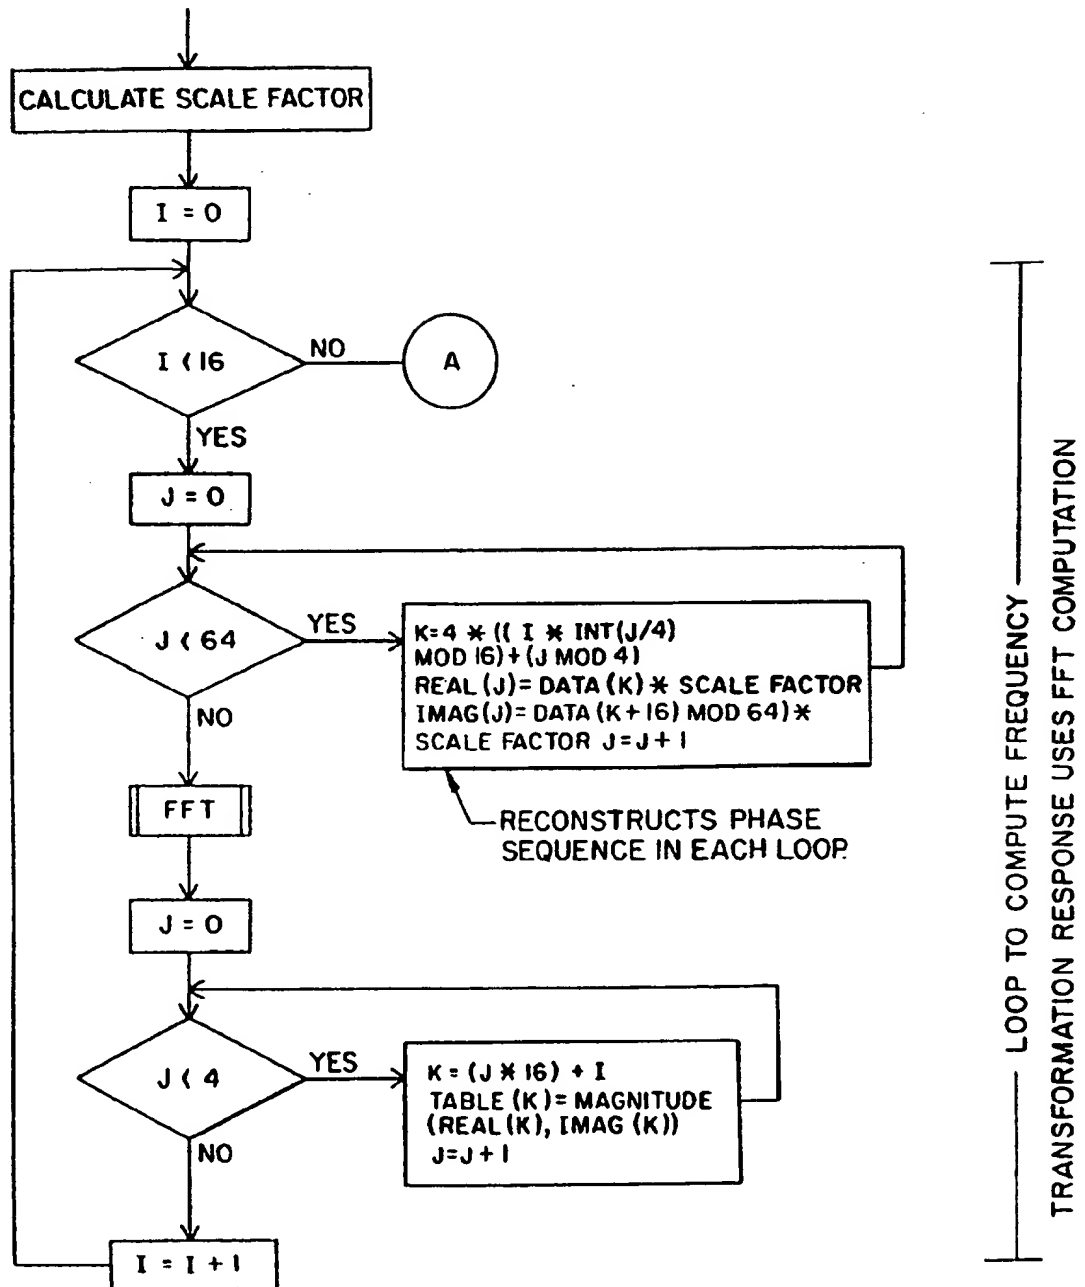 CALCULATE SCALE FACTOR
I = 0
I < 16
NO
A
YES
J = 0
J < 64
YES
K=4 * (( I * INT(J/4)
MOD 16)+(J MOD 4)
REAL(J)= DATA(K)* SCALE FACTOR
IMAG(J)= DATA(K+16) MOD 64)*
SCALE FACTOR J=J+1
NO
RECONSTRUCTS PHASE
SEQUENCE IN EACH LOOP.
FFT
J = 0
J < 4
YES
K = (J * 16) + I
TABLE (K)= MAGNITUDE
(REAL(K), IMAG (K))
J=J+1
NO
I = I + 1
LOOP TO COMPUTE FREQUENCY
TRANSFORMATION RESPONSE USES FFT COMPUTATION